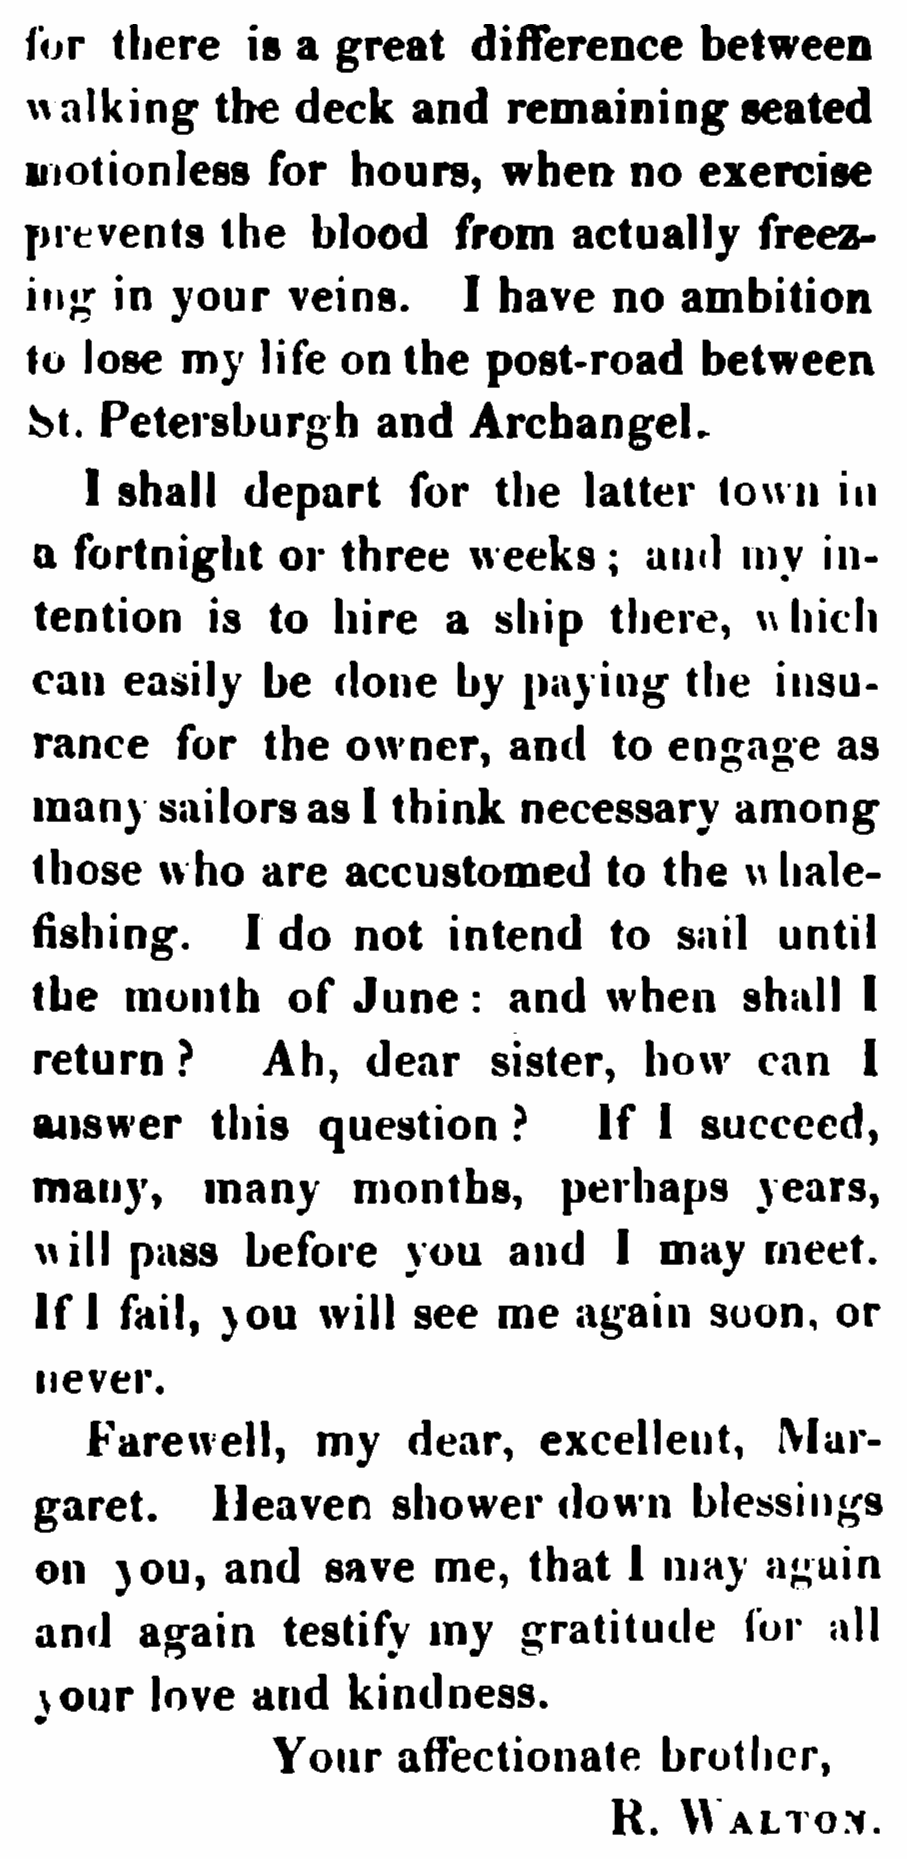 for there is a great difference between
walking the deck and remaining seated
motionless for hours, when no exercise
prevents the blood from actually freez-
ing in your veins. I have no ambition
to lose my life on the post-road between
St. Petersburgh and Archangel.
I shall depart for the latter town in
a fortnight or three weeks; and my in-
tention is to hire a ship there, which
can easily be done by paying the insu-
rance for the owner, and to engage as
many sailors as I think necessary among
those who are accustomed to the whale-
fishing. I do not intend to sail until
the month of June: and when shall I
return? Ah, dear sister, how can I
answer this question? If I succeed,
many, many months, perhaps years,
will pass before you and I may meet.
If I fail, you will see me again soon, or
never.
Farewell, my dear, excellent, Mar-
garet. Heaven shower down blessings
on you, and save me, that I may again
and again testify my gratitude for all
your love and kindness.
Your affectionate brother,
R. WALTON.